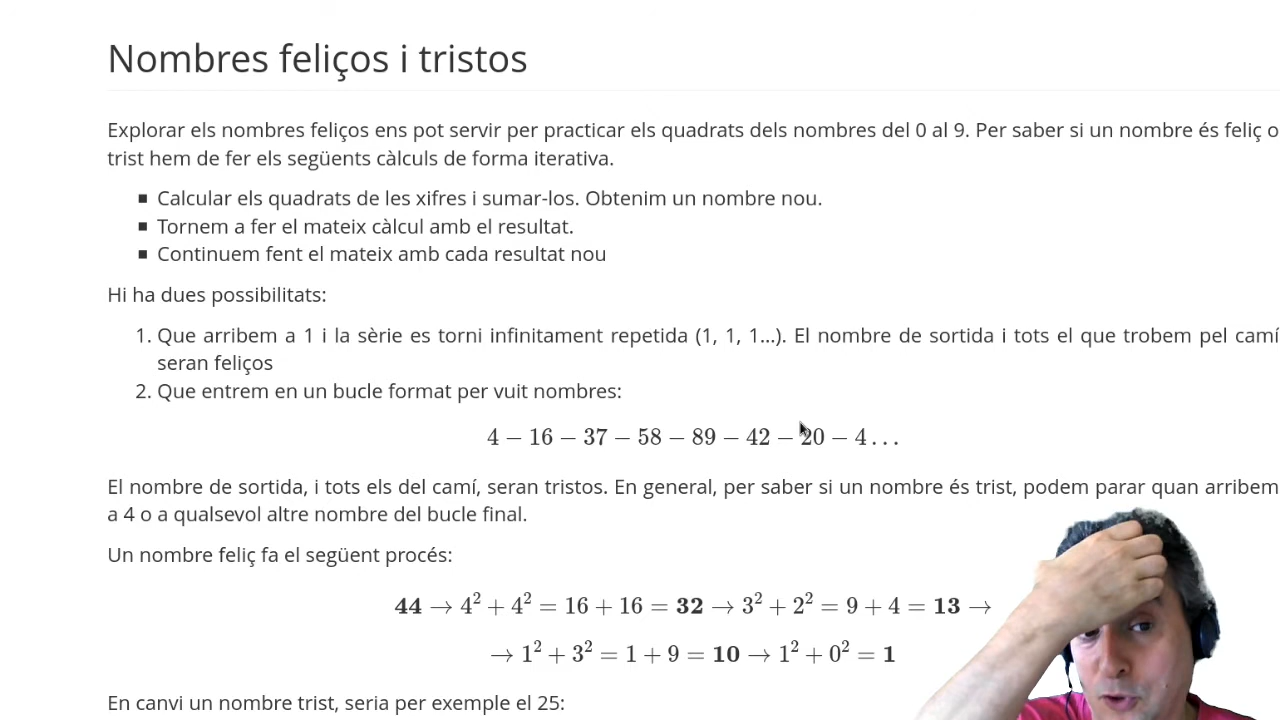 Nombres feliços i tristos
Explorar els nombres feliços ens pot servir per practicar els quadrats dels nombres del 0 al 9. Per saber si un nombre és feliç o
trist hem de fer els següents càlculs de forma iterativa.
▪ Calcular els quadrats de les xifres i sumar-los. Obtenim un nombre nou.
▪ Tornem a fer el mateix càlcul amb el resultat.
▪ Continuem fent el mateix amb cada resultat nou
Hi ha dues possibilitats:
1. Que arribem a 1 i la sèrie es torni infinitament repetida (1, 1, 1...). El nombre de sortida i tots el que trobem pel camí
seran feliços
2. Que entrem en un bucle format per vuit nombres:
4 − 16 − 37 − 58 − 89 − 42 − 20 − 4 . . .
El nombre de sortida, i tots els del camí, seran tristos. En general, per saber si un nombre és trist, podem parar quan arribem
a 4 o a qualsevol altre nombre del bucle final.
Un nombre feliç fa el següent procés:
44 → 4² + 4² = 16 + 16 = 32 → 3² + 2² = 9 + 4 = 13 →
→ 1² + 3² = 1 + 9 = 10 → 1² + 0² = 1
En canvi un nombre trist, seria per exemple el 25: